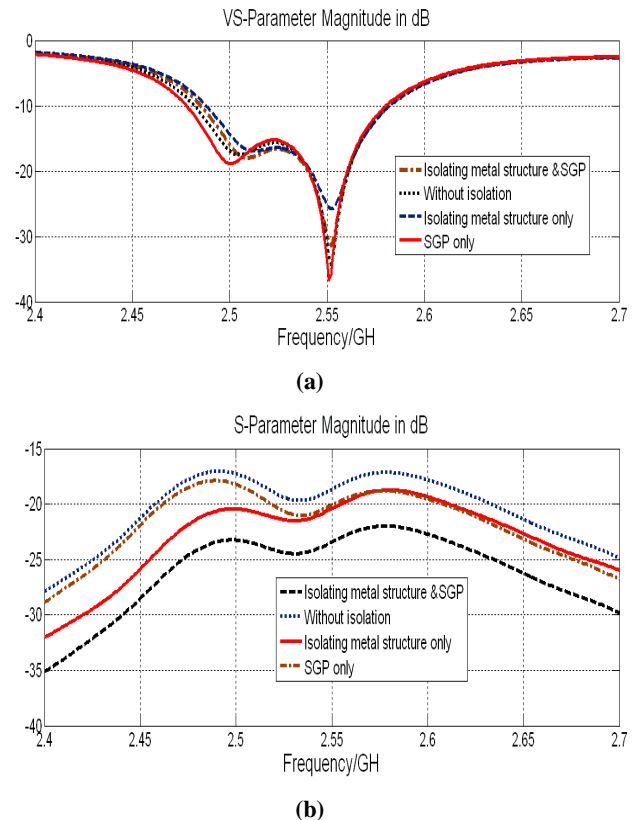 VS-Parameter Magnitude in dB
0
-10
-20
-30
-40
Isolating metal structure &SGP
Without isolation
Isolating metal structure only
SGP only
2.4 2.45 2.5 2.55 2.6 2.65 2.7
Frequency/GH
(a)
S-Parameter Magnitude in dB
-15
-20
-25
-30
-35
-40
Isolating metal structure &SGP
Without isolation
Isolating metal structure only
SGP only
2.4 2.45 2.5 2.55 2.6 2.65 2.7
Frequency/GH
(b)